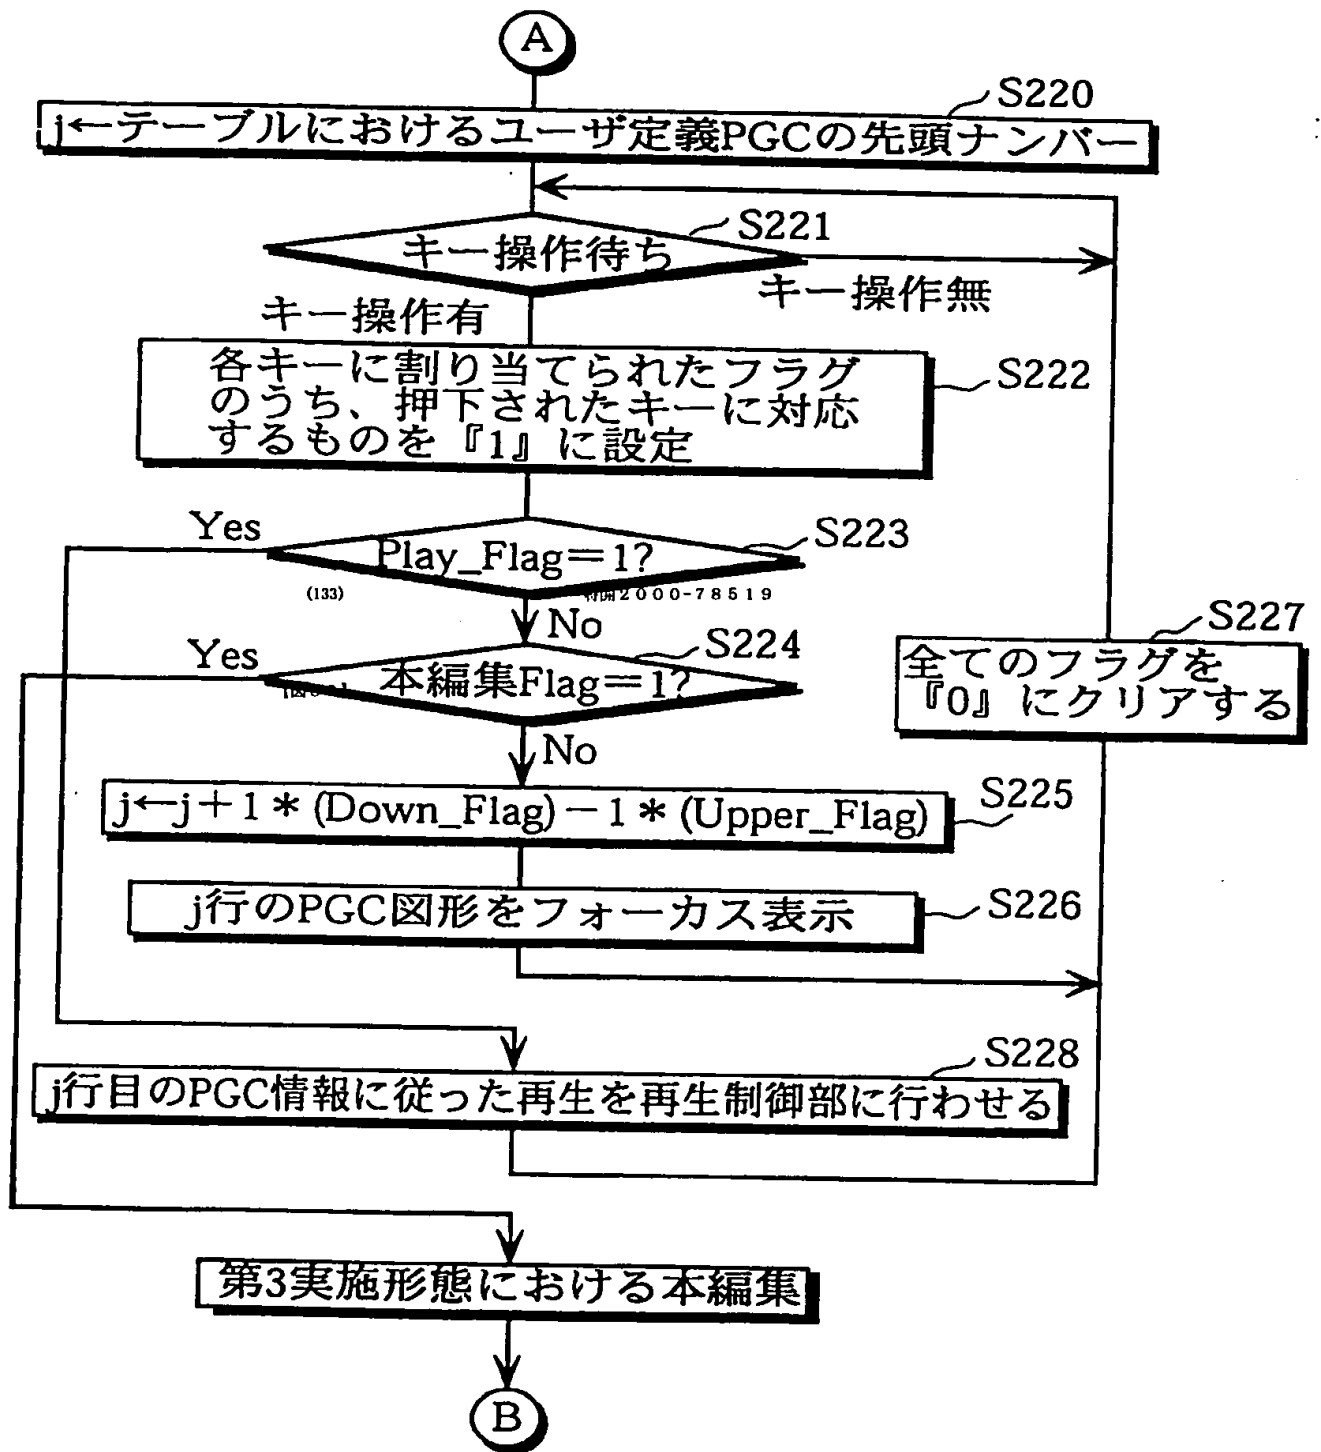 A
S220
j←テーブルにおけるユーザ定義PGCの先頭ナンバー
S221
キー操作待ち
キー操作無
キー操作有
S222
各キーに割り当てられたフラグ
のうち、押下されたキーに対応
するものを『1』に設定
Yes
S223
Play_Flag＝1?
(133)
特開2000-78519
No
S227
Yes
S224
本編集Flag＝1?
全てのフラグを
『0』にクリアする
No
S225
j←j＋1＊(Down_Flag)－1＊(Upper_Flag)
S226
j行のPGC図形をフォーカス表示
S228
j行目のPGC情報に従った再生を再生制御部に行わせる
第3実施形態における本編集
B